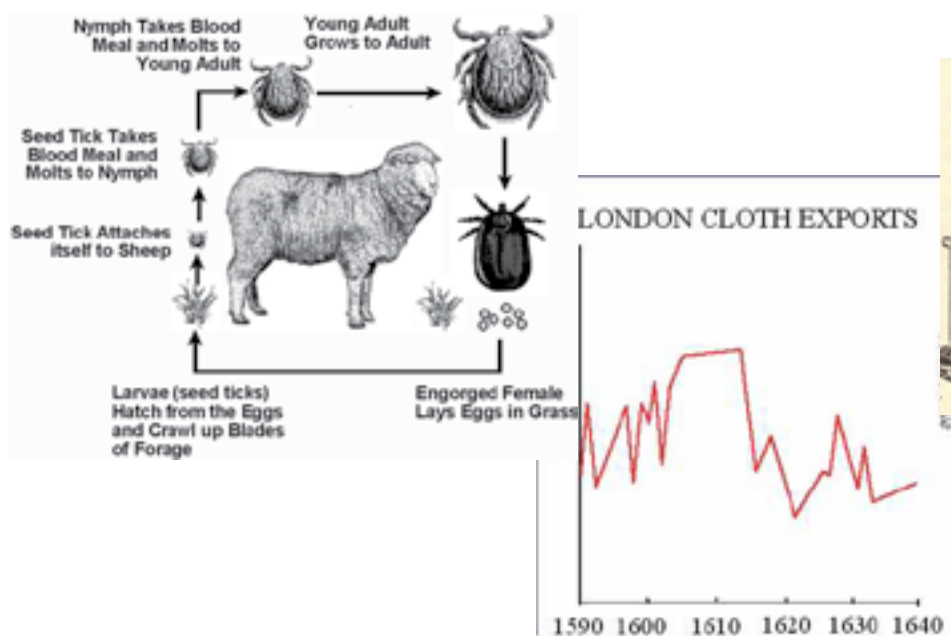 Nymph Takes Blood
Meal and Molts to
Young Adult
Young Adult
Grows to Adult
Seed Tick Takes
Blood Meal and
Molts to Nymph
Seed Tick Attaches
itself to Sheep
Larvae (seed ticks)
Hatch from the Eggs
and Crawl up Blades
of Forage
Engorged Female
Lays Eggs in Grass
LONDON CLOTH EXPORTS
1590 1600 1610 1620 1630 1640